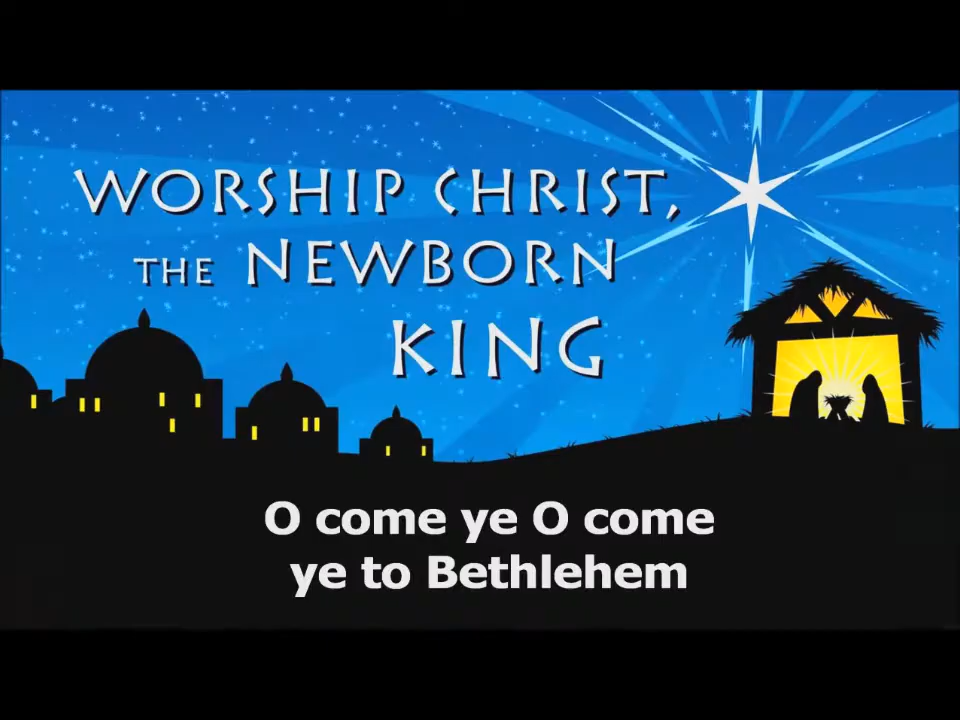 WORSHIP CHRIST,
THE NEWBORN
KING
O come ye O come
ye to Bethlehem